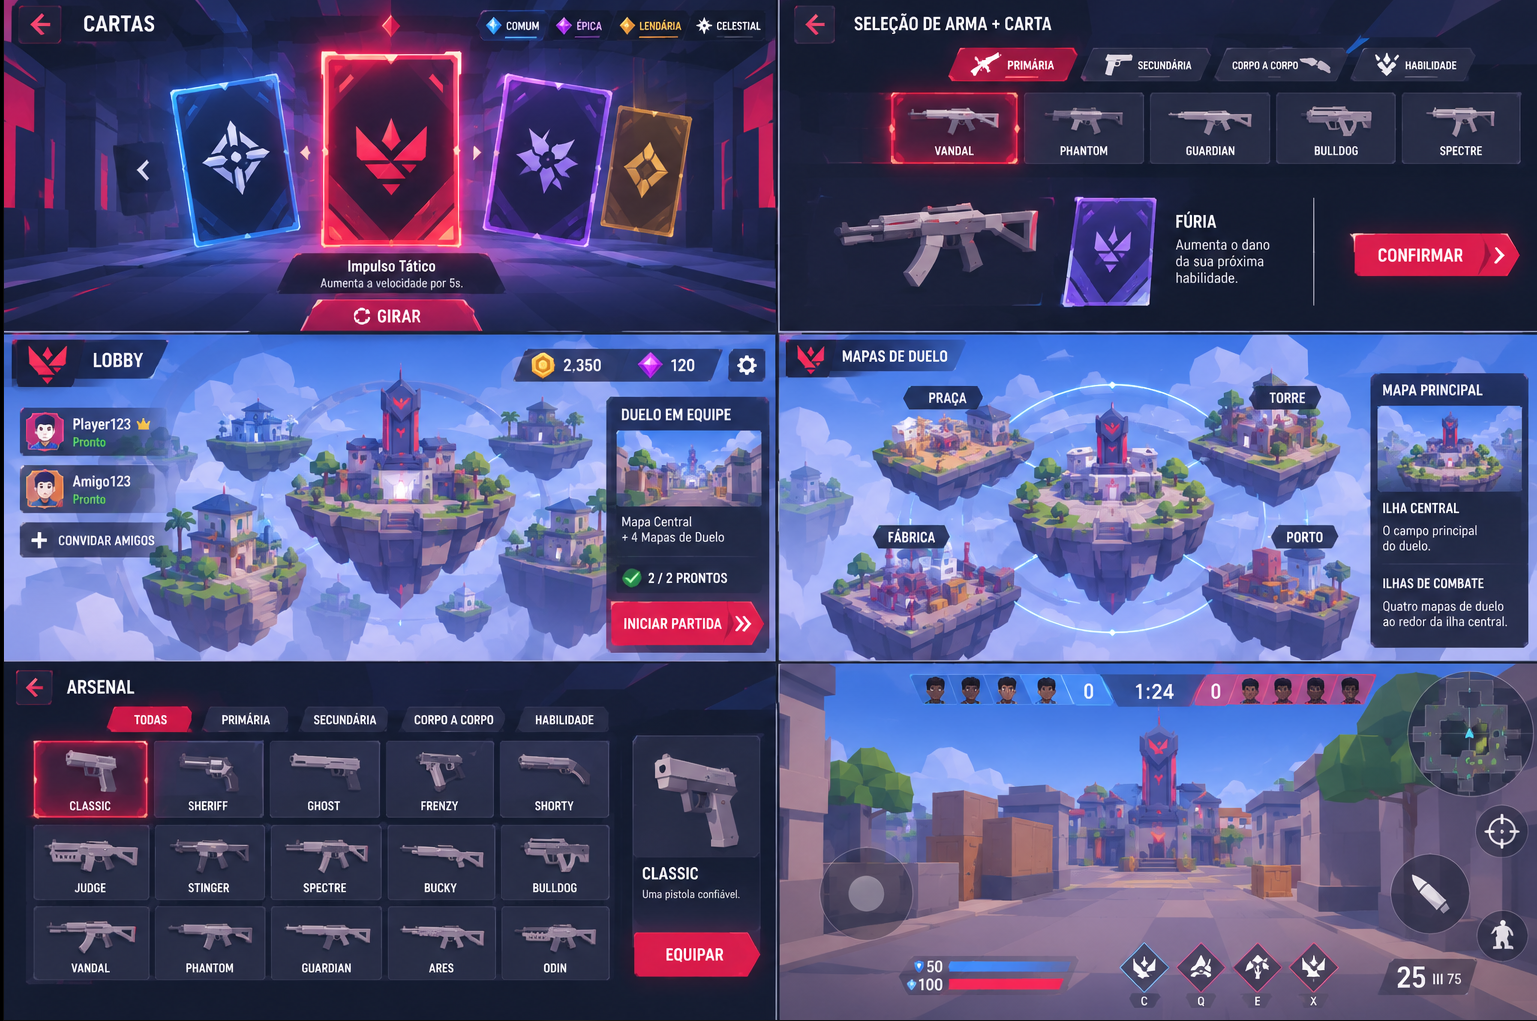 CARTAS
COMUM
ÉPICA
LENDÁRIA
CELESTIAL
Impulso Tático
Aumenta a velocidade por 5s.
GIRAR
SELEÇÃO DE ARMA + CARTA
PRIMÁRIA
SECUNDÁRIA
CORPO A CORPO
HABILIDADE
VANDAL
PHANTOM
GUARDIAN
BULLDOG
SPECTRE
FÚRIA
Aumenta o dano
da sua próxima
habilidade.
CONFIRMAR
LOBBY
2,350
120
Player123
Pronto
Amigo123
Pronto
+ CONVIDAR AMIGOS
DUELO EM EQUIPE
Mapa Central
+ 4 Mapas de Duelo
2 / 2 PRONTOS
INICIAR PARTIDA
MAPAS DE DUELO
PRAÇA
TORRE
FÁBRICA
PORTO
MAPA PRINCIPAL
ILHA CENTRAL
O campo principal
do duelo.
ILHAS DE COMBATE
Quatro mapas de duelo
ao redor da ilha central.
ARSENAL
TODAS
PRIMÁRIA
SECUNDÁRIA
CORPO A CORPO
HABILIDADE
CLASSIC
SHERIFF
GHOST
FRENZY
SHORTY
JUDGE
STINGER
SPECTRE
BUCKY
BULLDOG
VANDAL
PHANTOM
GUARDIAN
ARES
ODIN
CLASSIC
Uma pistola confiável.
EQUIPAR
0
1:24
0
50
100
C
Q
E
X
25 III 75